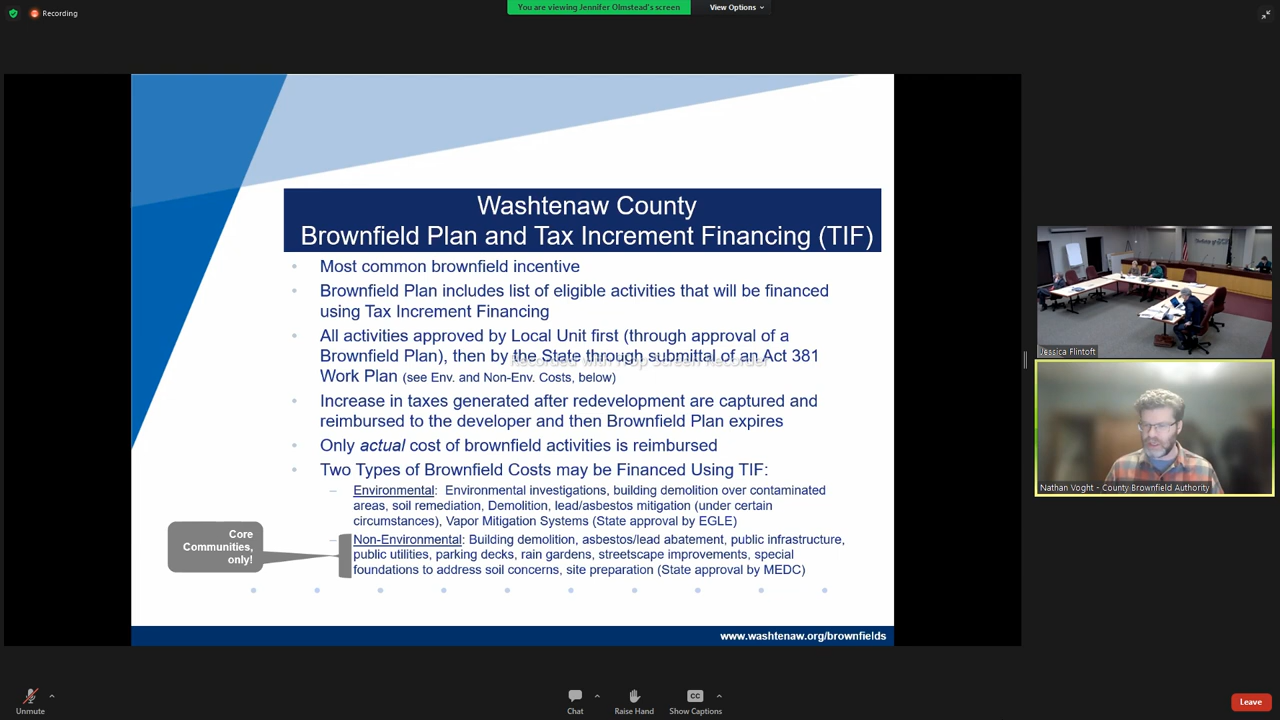 Recording
You are viewing Jennifer Olmstead's screen
View Options
Washtenaw County
Brownfield Plan and Tax Increment Financing (TIF)
Most common brownfield incentive
Brownfield Plan includes list of eligible activities that will be financed
using Tax Increment Financing
All activities approved by Local Unit first (through approval of a
Brownfield Plan), then by the State through submittal of an Act 381
Work Plan (see Env. and Non-Env. Costs, below)
Recorded with iTop Screen Recorder
Increase in taxes generated after redevelopment are captured and
reimbursed to the developer and then Brownfield Plan expires
Only actual cost of brownfield activities is reimbursed
Two Types of Brownfield Costs may be Financed Using TIF:
Environmental: Environmental investigations, building demolition over contaminated
areas, soil remediation, Demolition, lead/asbestos mitigation (under certain
circumstances), Vapor Mitigation Systems (State approval by EGLE)
Core
Communities,
only!
Non-Environmental: Building demolition, asbestos/lead abatement, public infrastructure,
public utilities, parking decks, rain gardens, streetscape improvements, special
foundations to address soil concerns, site preparation (State approval by MEDC)
www.washtenaw.org/brownfields
Jessica Flintoft
Nathan Voght - County Brownfield Authority
Unmute
Chat
Raise Hand
CC
Show Captions
Leave